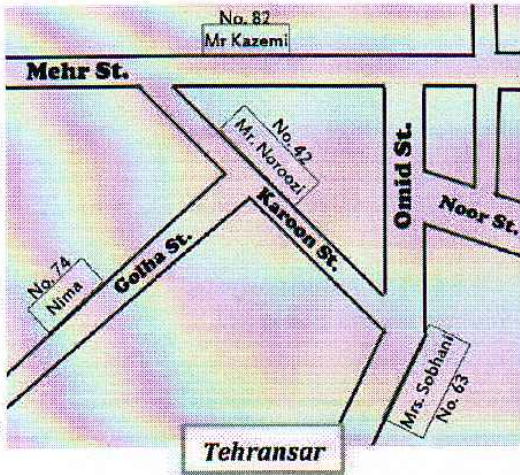 No. 82
Mr Kazemi
Mehr St.
No. 42
Mr. Noroozi
Omid St.
Karoon St.
Noor St.
Golha St.
No. 74
Nima
Mrs. Sobhani
No. 63
Tehransar